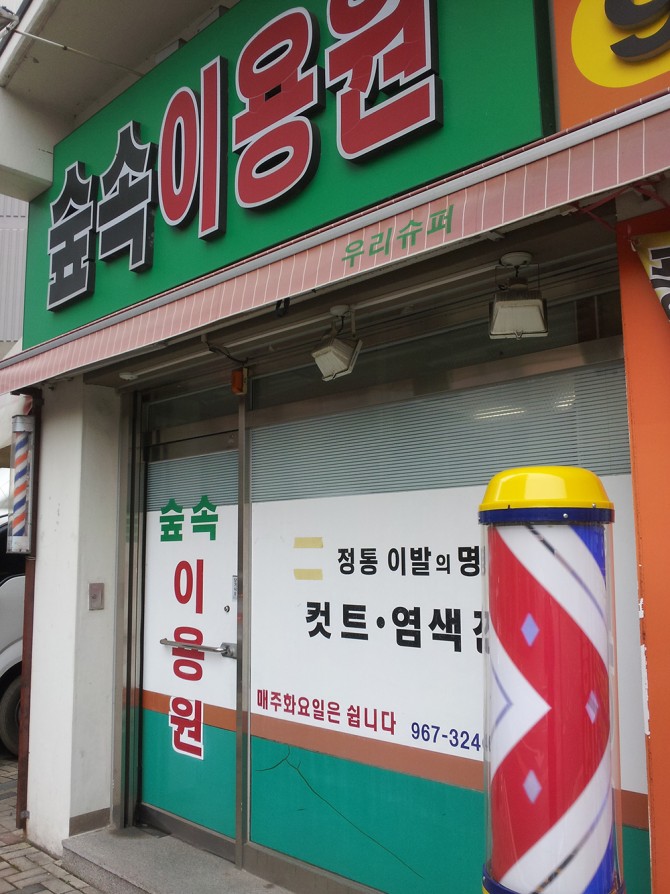 숲속이용원
우리슈퍼
숲속
이용원
정통 이발의
컷트·염색
매주화요일은 쉽니다
967-324